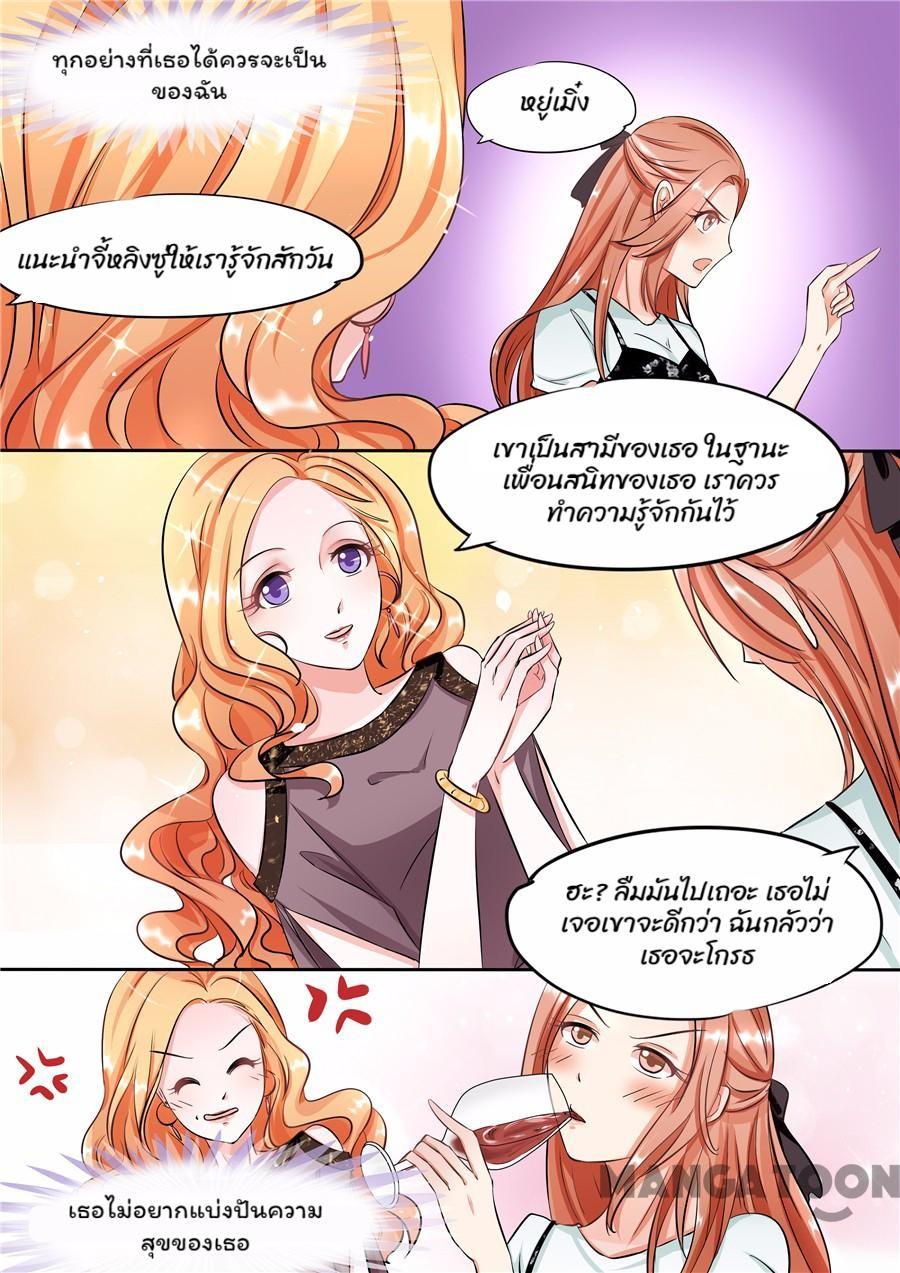 ทุกอย่างที่เธอได้ควรจะเป็น
ของฉัน
หยู่เมิ๋ง
แนะนำจี้หลิงซู่ให้เรารู้จักสักวัน
เขาเป็นสามีของเธอ ในฐานะ
เพื่อนสนิทของเธอ เราควร
ทำความรู้จักกันไว้
ฮะ? ลืมมันไปเถอะ เธอไม่
เจอเขาจะดีกว่า ฉันกลัวว่า
เธอจะโกรธ
เธอไม่อยากแบ่งปันความ
สุขของเธอ
MANGATOON